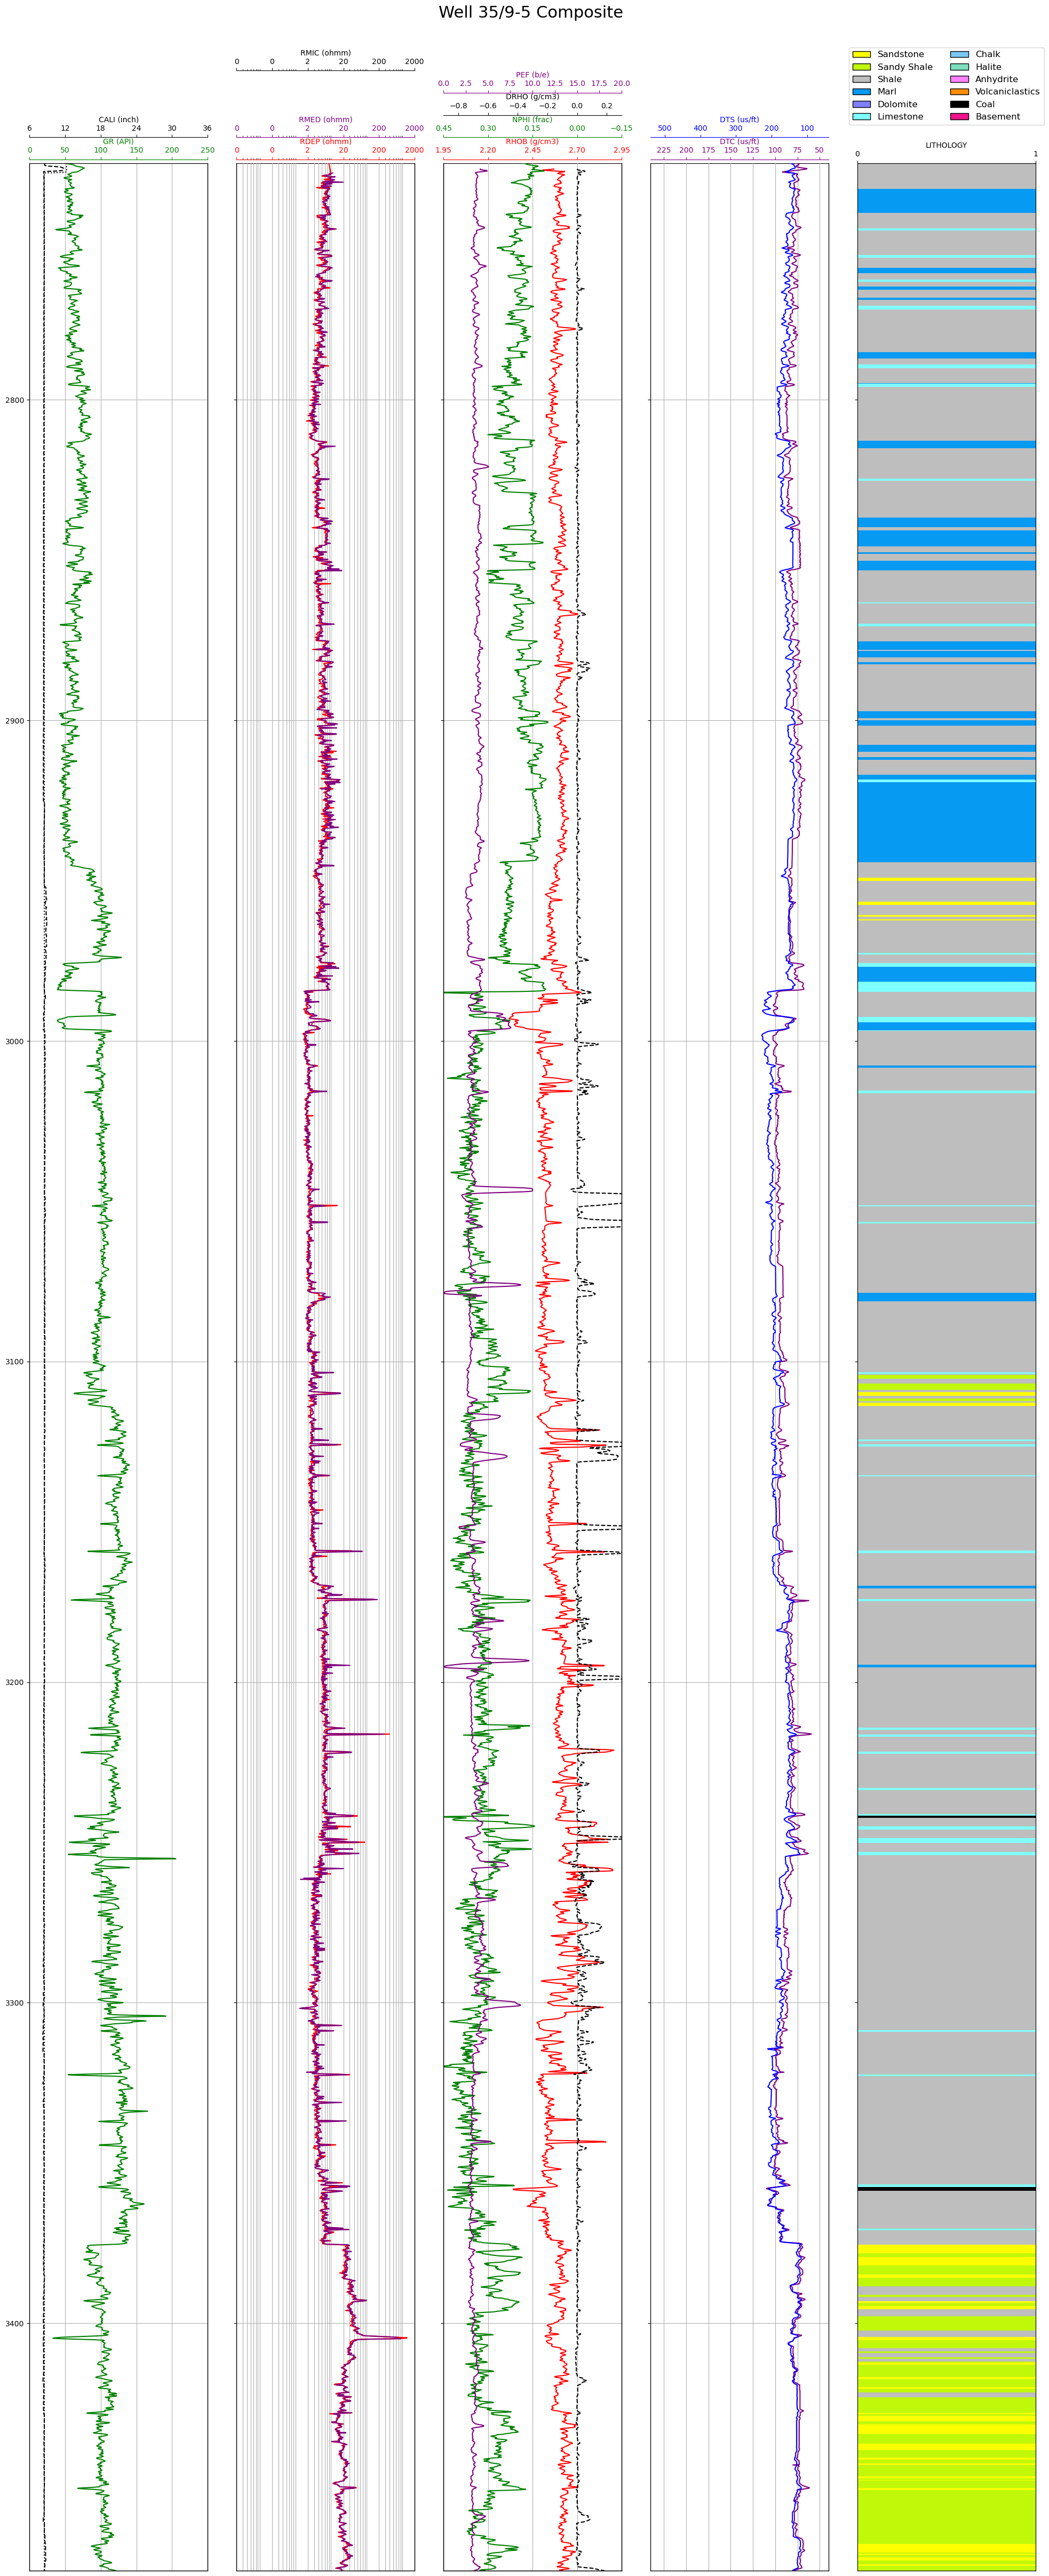 Well 35/9-5 Composite
RMIC (ohmm)
0 0 2 20 200 2000
PEF (b/e)
0.0 2.5 5.0 7.5 10.0 12.5 15.0 17.5 20.0
DRHO (g/cm3)
−0.8 −0.6 −0.4 −0.2 0.0 0.2
Sandstone Chalk
Sandy Shale Halite
Shale Anhydrite
Marl Volcaniclastics
Dolomite Coal
Limestone Basement
CALI (inch) RMED (ohmm) NPHI (frac) DTS (us/ft)
6 12 18 24 30 36 0 0 2 20 200 2000 0.45 0.30 0.15 0.00 −0.15 500 400 300 200 100
GR (API) RDEP (ohmm) RHOB (g/cm3) DTC (us/ft) LITHOLOGY
0 50 100 150 200 250 0 0 2 20 200 2000 1.95 2.20 2.45 2.70 2.95 225 200 175 150 125 100 75 50 0 1
2800
2900
3000
3100
3200
3300
3400